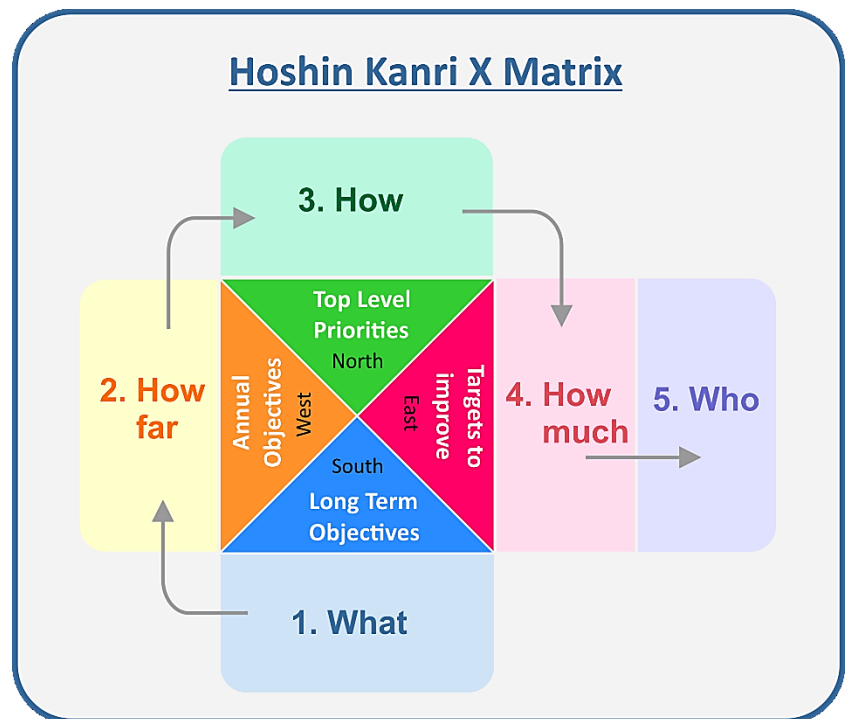 Hoshin Kanri X Matrix
3. How
Top Level
Priorities
North
2. How
far
Annual
Objectives
West
East
Targets to
improve
4. How
much
5. Who
South
Long Term
Objectives
1. What